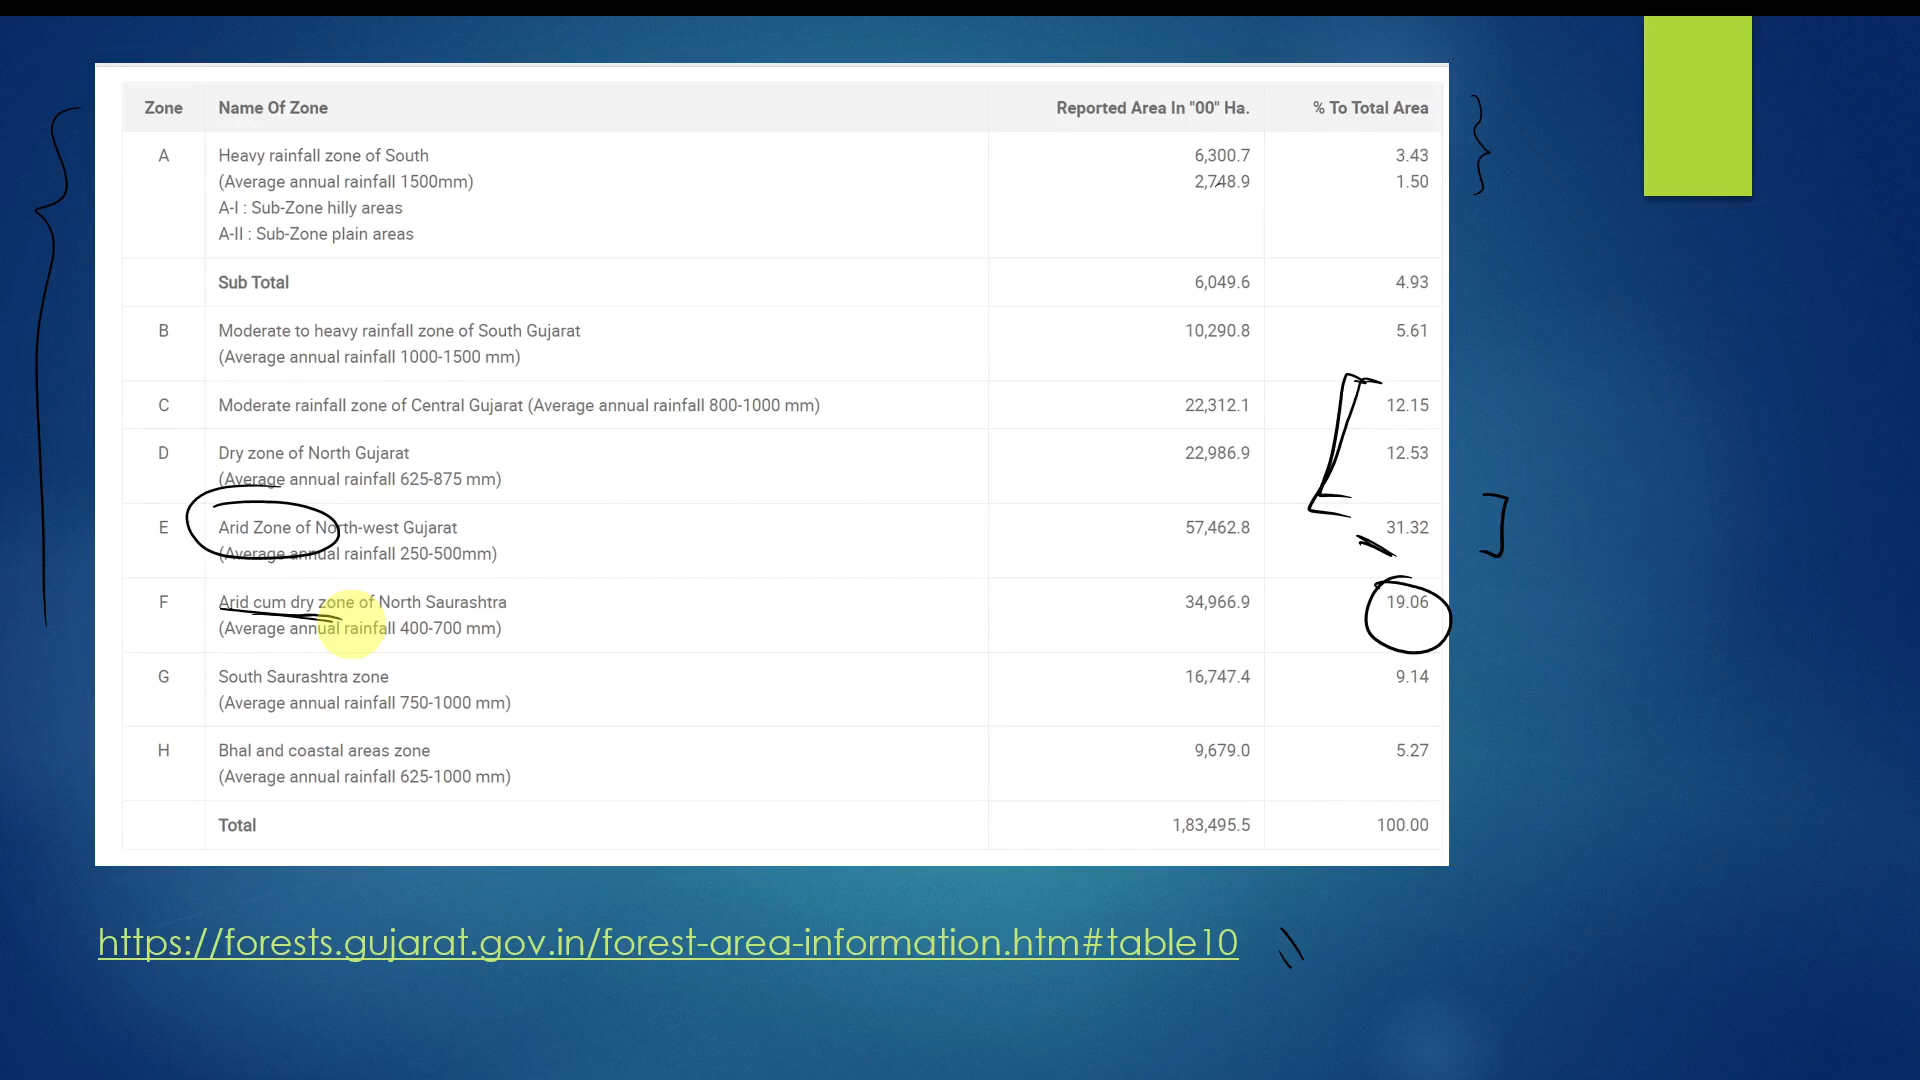 Zone Name Of Zone Reported Area In "00" Ha. % To Total Area
A Heavy rainfall zone of South 6,300.7 3.43
(Average annual rainfall 1500mm) 2,748.9 1.50
A-I : Sub-Zone hilly areas
A-II : Sub-Zone plain areas
Sub Total 6,049.6 4.93
B Moderate to heavy rainfall zone of South Gujarat 10,290.8 5.61
(Average annual rainfall 1000-1500 mm)
C Moderate rainfall zone of Central Gujarat (Average annual rainfall 800-1000 mm) 22,312.1 12.15
D Dry zone of North Gujarat 22,986.9 12.53
(Average annual rainfall 625-875 mm)
E Arid Zone of North-west Gujarat 57,462.8 31.32
(Average annual rainfall 250-500mm)
F Arid cum dry zone of North Saurashtra 34,966.9 19.06
(Average annual rainfall 400-700 mm)
G South Saurashtra zone 16,747.4 9.14
(Average annual rainfall 750-1000 mm)
H Bhal and coastal areas zone 9,679.0 5.27
(Average annual rainfall 625-1000 mm)
Total 1,83,495.5 100.00
https://forests.gujarat.gov.in/forest-area-information.htm#table10